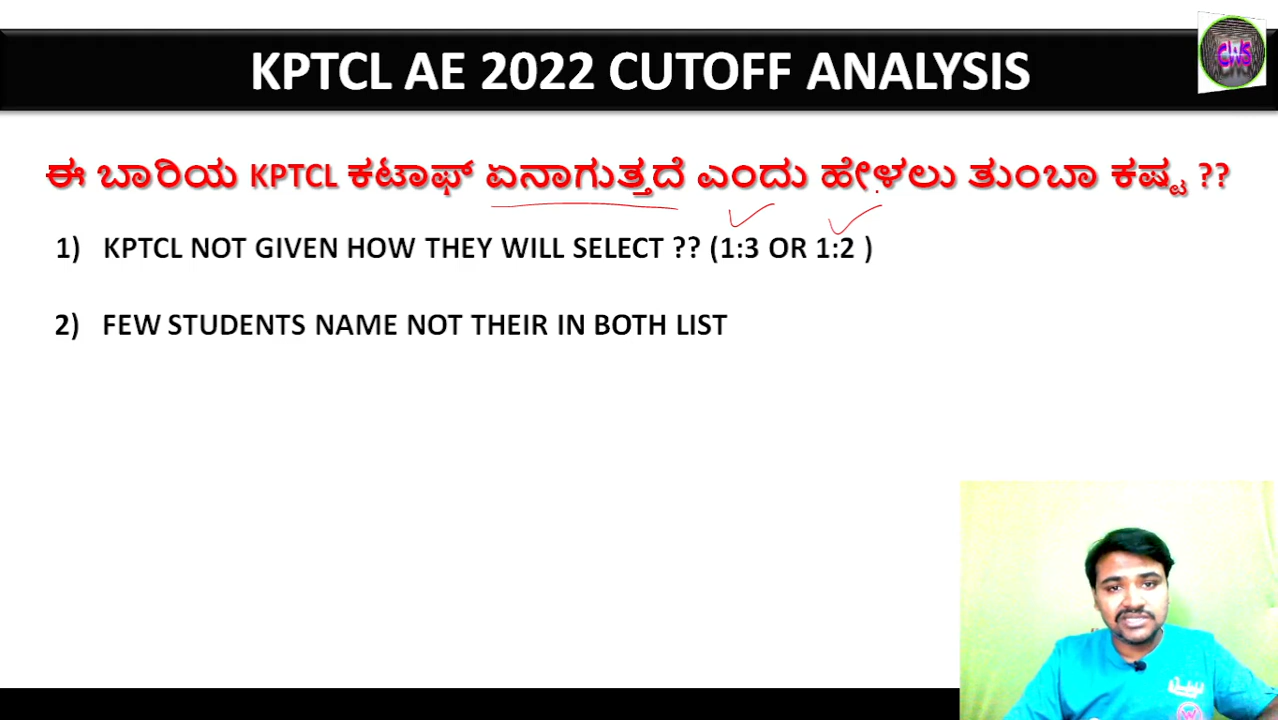 KPTCL AE 2022 CUTOFF ANALYSIS
CWS
ಈ ಬಾರಿಯ KPTCL ಕಟಾಫ್ ಏನಾಗುತ್ತದೆ ಎಂದು ಹೇಳಲು ತುಂಬಾ ಕಷ್ಟ ??
1) KPTCL NOT GIVEN HOW THEY WILL SELECT ?? (1:3 OR 1:2 )
2) FEW STUDENTS NAME NOT THEIR IN BOTH LIST